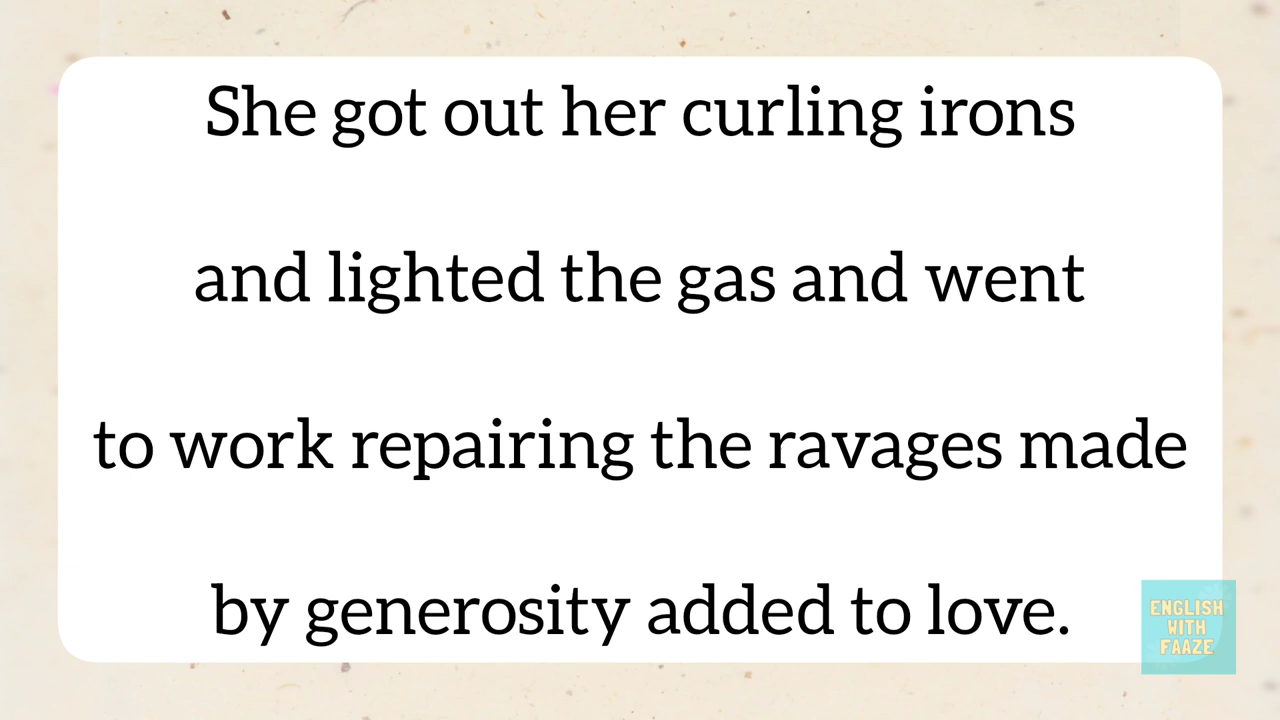 She got out her curling irons
and lighted the gas and went
to work repairing the ravages made
by generosity added to love.
ENGLISH
WITH
FAAZE